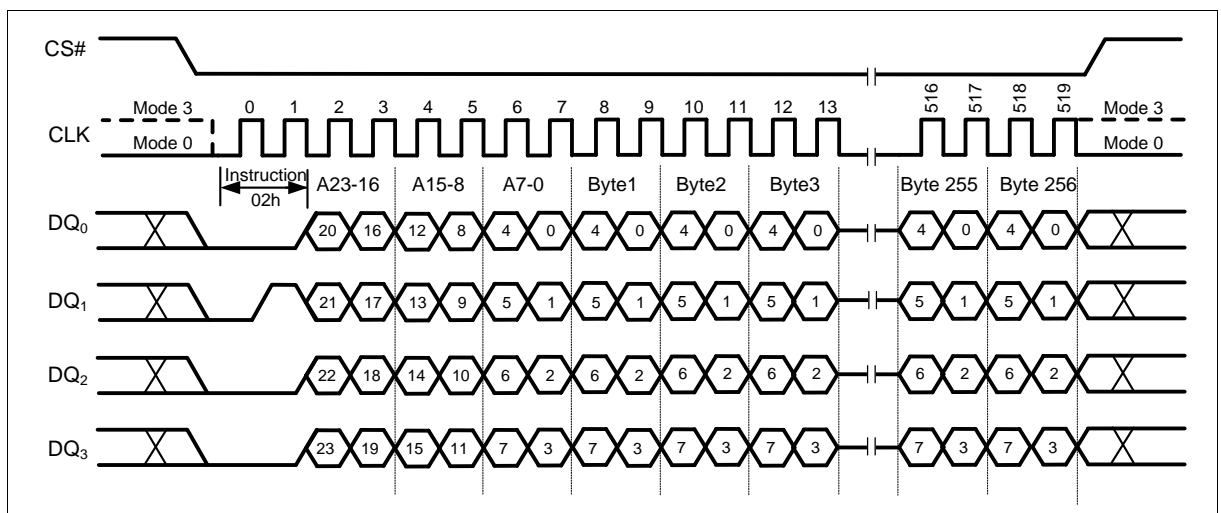 CS#
516 517 518 519
Mode 3 0 1 2 3 4 5 6 7 8 9 10 11 12 13 Mode 3
CLK
Mode 0 Mode 0
Instruction A23-16 A15-8 A7-0 Byte1 Byte2 Byte3 Byte 255 Byte 256
02h
DQ0 20 16 12 8 4 0 4 0 4 0 4 0 4 0 4 0
DQ1 21 17 13 9 5 1 5 1 5 1 5 1 5 1 5 1
DQ2 22 18 14 10 6 2 6 2 6 2 6 2 6 2 6 2
DQ3 23 19 15 11 7 3 7 3 7 3 7 3 7 3 7 3